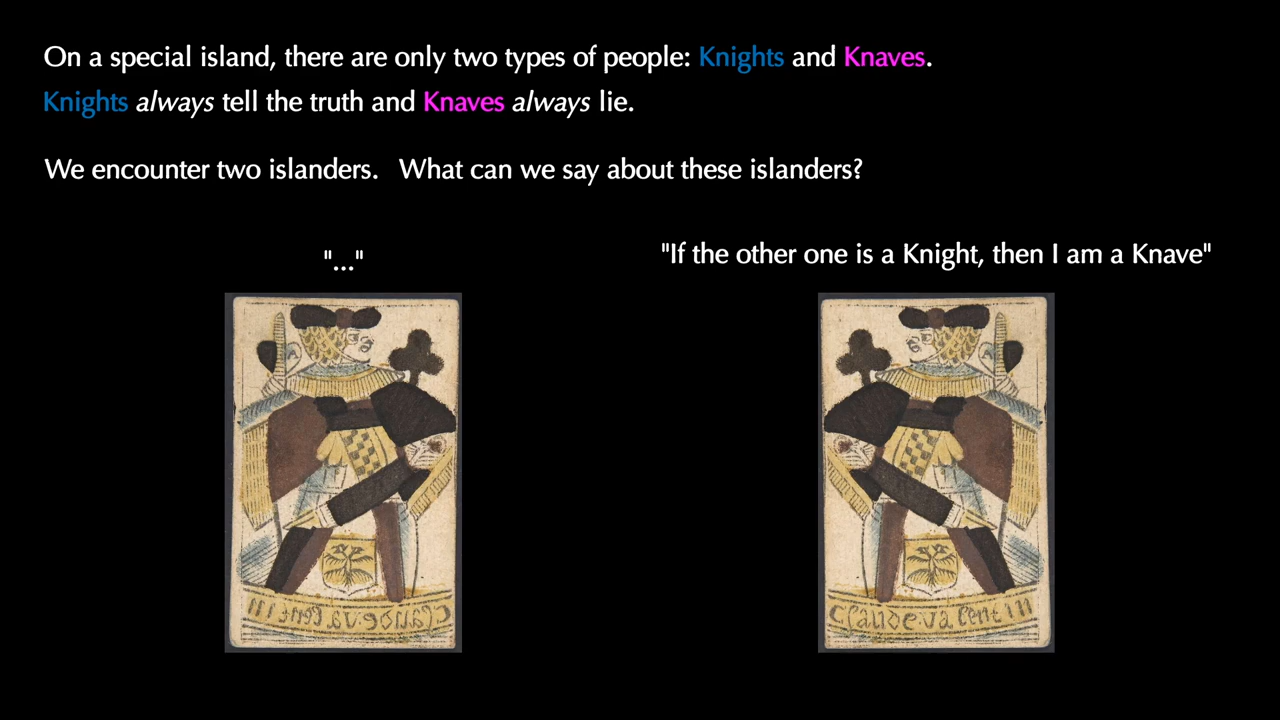 On a special island, there are only two types of people: Knights and Knaves.
Knights always tell the truth and Knaves always lie.
We encounter two islanders. What can we say about these islanders?
"..."
"If the other one is a Knight, then I am a Knave"